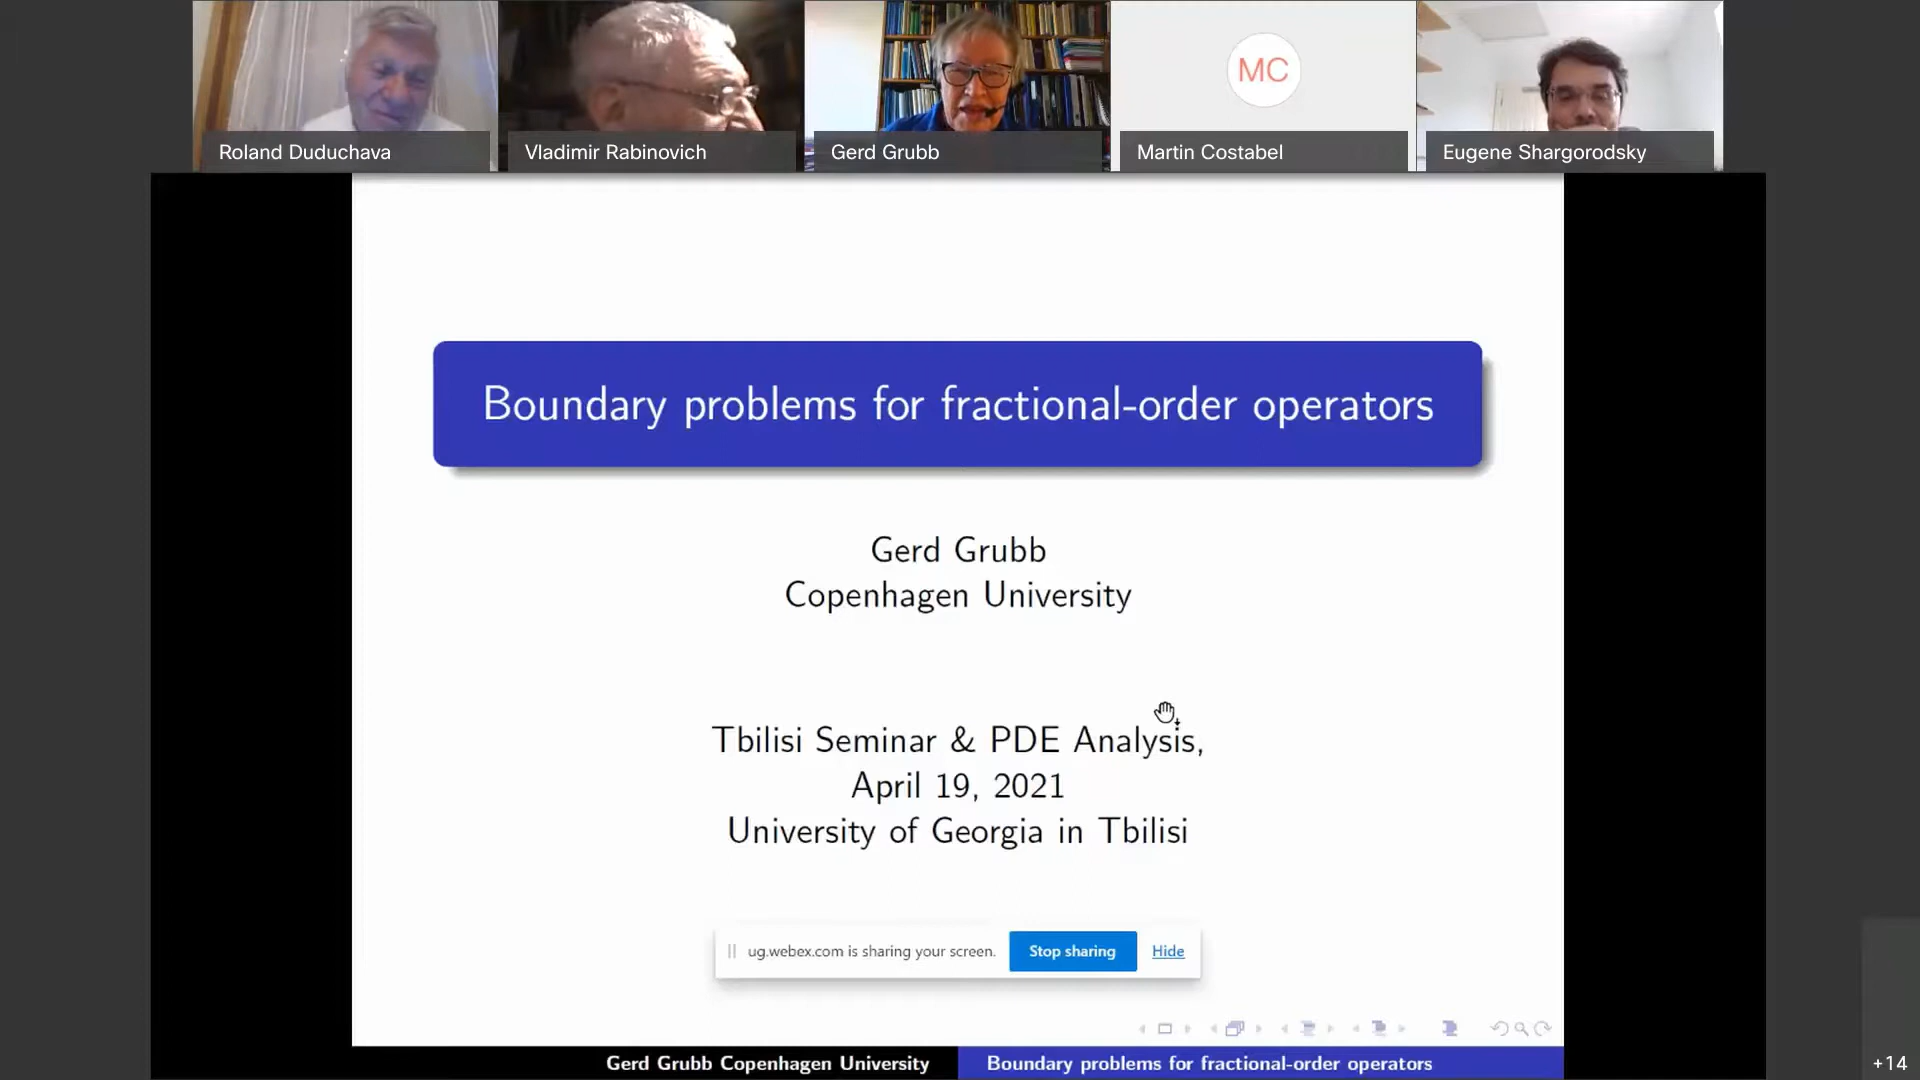 Roland Duduchava
Vladimir Rabinovich
Gerd Grubb
MC
Martin Costabel
Eugene Shargorodsky
Boundary problems for fractional-order operators
Gerd Grubb
Copenhagen University
Tbilisi Seminar & PDE Analysis,
April 19, 2021
University of Georgia in Tbilisi
ug.webex.com is sharing your screen.
Stop sharing
Hide
Gerd Grubb Copenhagen University
Boundary problems for fractional-order operators
+14